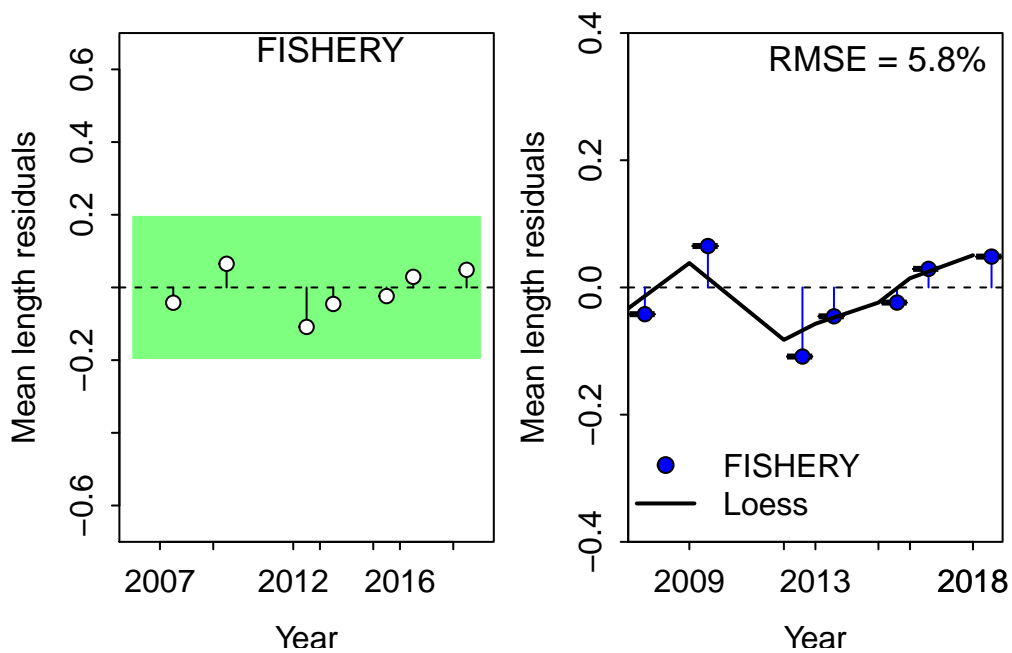 FISHERY
Mean length residuals
0.6
0.4
0.2
−0.2
−0.6
2007 2012 2016
Year
RMSE = 5.8%
Mean length residuals
0.4
0.2
0.0
−0.2
−0.4
FISHERY
Loess
2009 2013 2018
Year